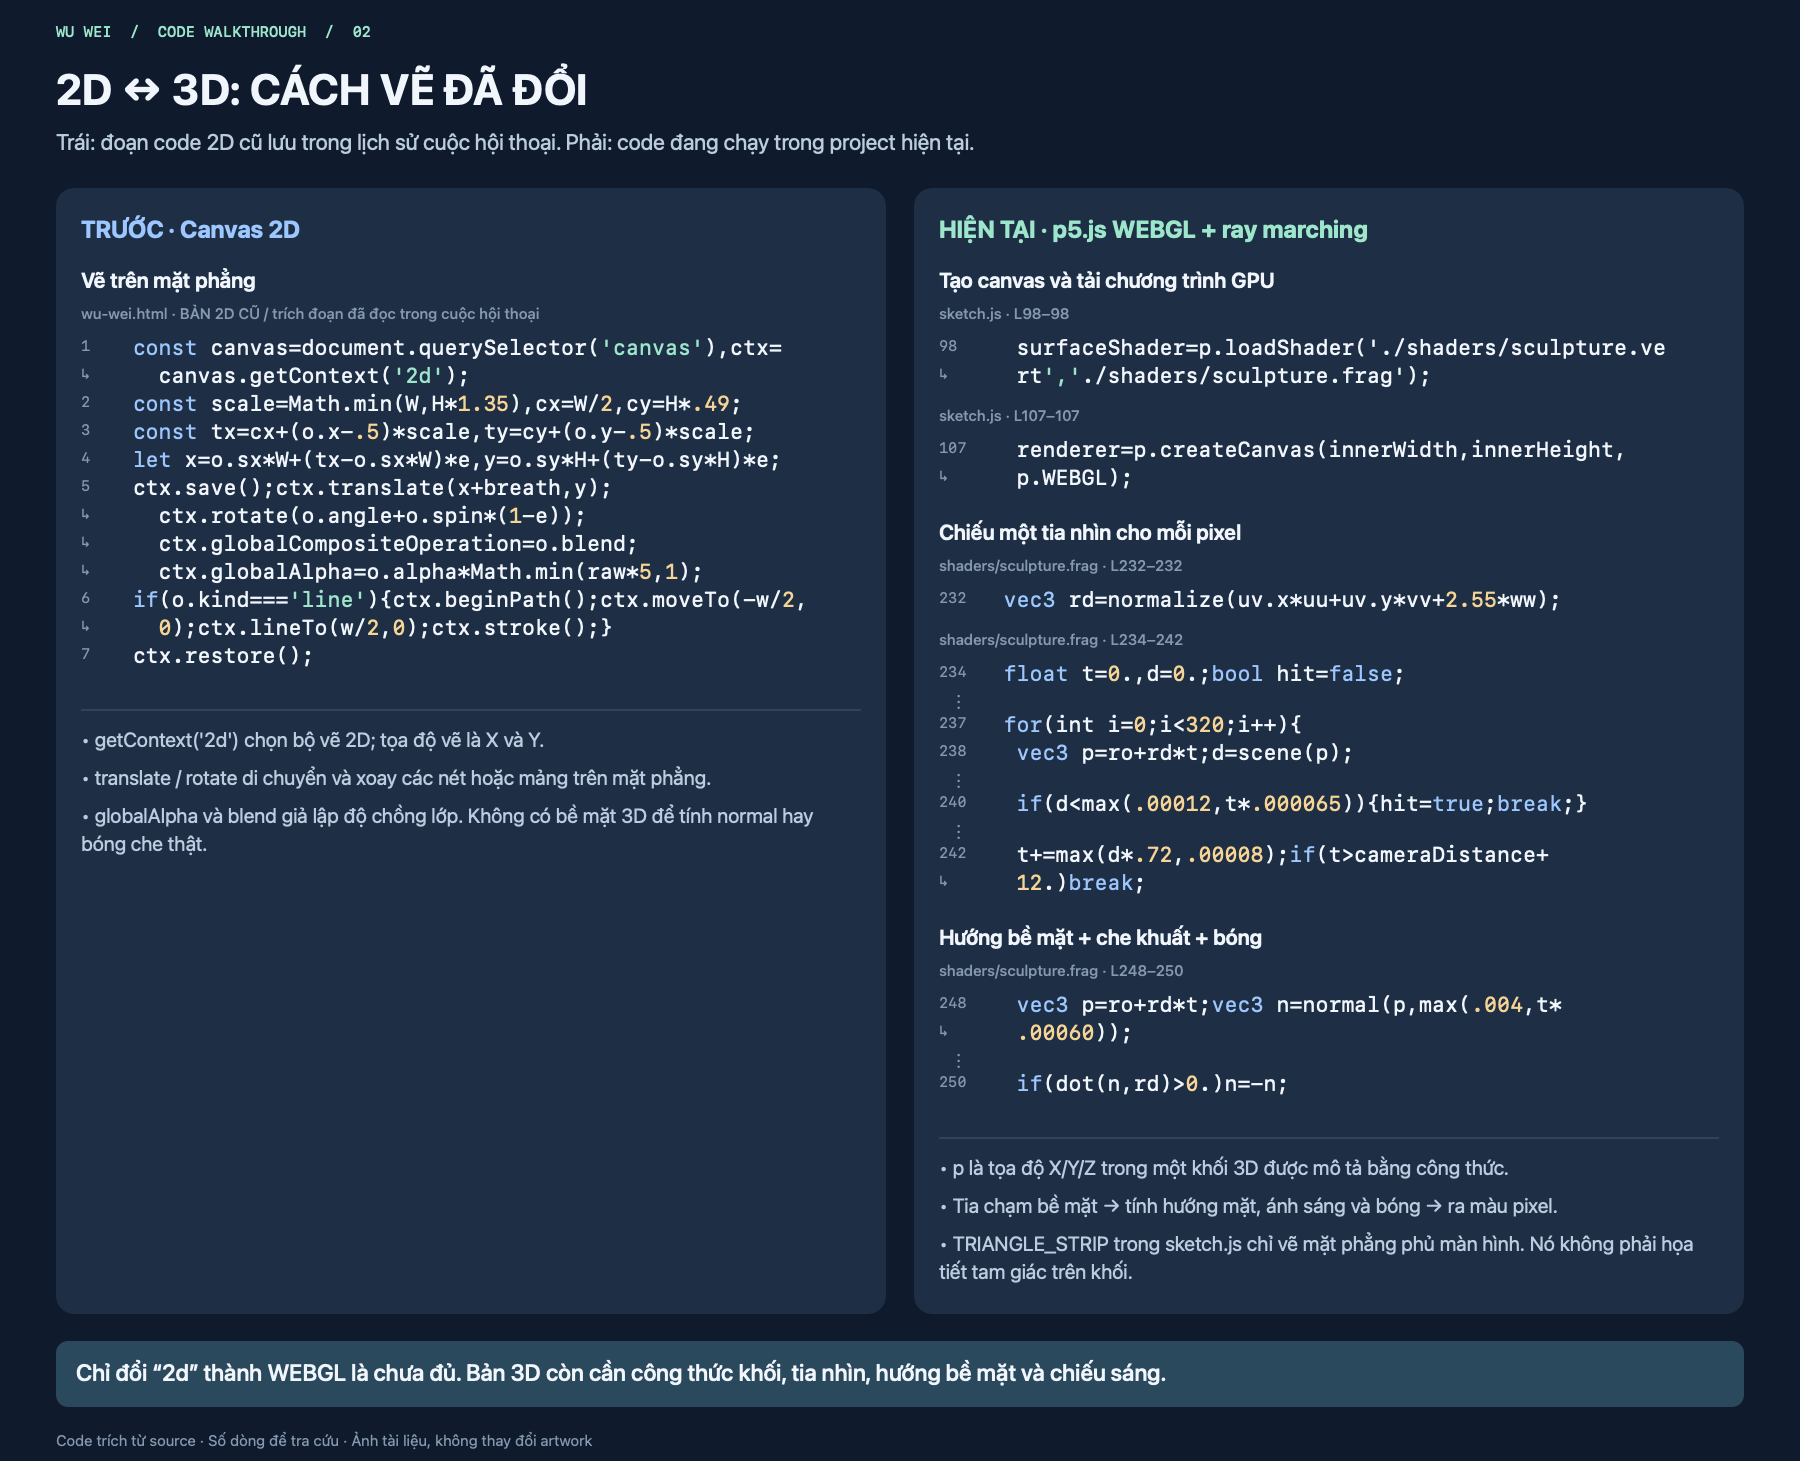 WU WEI / CODE WALKTHROUGH / 02
2D ↔ 3D: CÁCH VẼ ĐÃ ĐỔI
Trái: đoạn code 2D cũ lưu trong lịch sử cuộc hội thoại. Phải: code đang chạy trong project hiện tại.
TRƯỚC · Canvas 2D
Vẽ trên mặt phẳng
wu-wei.html · BẢN 2D CŨ / trích đoạn đã đọc trong cuộc hội thoại
1 const canvas=document.querySelector('canvas'),ctx=
↳ canvas.getContext('2d');
2 const scale=Math.min(W,H*1.35),cx=W/2,cy=H*.49;
3 const tx=cx+(o.x-.5)*scale,ty=cy+(o.y-.5)*scale;
4 let x=o.sx*W+(tx-o.sx*W)*e,y=o.sy*H+(ty-o.sy*H)*e;
5 ctx.save();ctx.translate(x+breath,y);
↳ ctx.rotate(o.angle+o.spin*(1-e));
↳ ctx.globalCompositeOperation=o.blend;
↳ ctx.globalAlpha=o.alpha*Math.min(raw*5,1);
6 if(o.kind==='line'){ctx.beginPath();ctx.moveTo(-w/2,
↳ 0);ctx.lineTo(w/2,0);ctx.stroke();}
7 ctx.restore();
• getContext('2d') chọn bộ vẽ 2D; tọa độ vẽ là X và Y.
• translate / rotate di chuyển và xoay các nét hoặc mảng trên mặt phẳng.
• globalAlpha và blend giả lập độ chồng lớp. Không có bề mặt 3D để tính normal hay
bóng che thật.
HIỆN TẠI · p5.js WEBGL + ray marching
Tạo canvas và tải chương trình GPU
sketch.js · L98–98
98 surfaceShader=p.loadShader('./shaders/sculpture.ve
↳ rt','./shaders/sculpture.frag');
sketch.js · L107–107
107 renderer=p.createCanvas(innerWidth,innerHeight,
↳ p.WEBGL);
Chiếu một tia nhìn cho mỗi pixel
shaders/sculpture.frag · L232–232
232 vec3 rd=normalize(uv.x*uu+uv.y*vv+2.55*ww);
shaders/sculpture.frag · L234–242
234 float t=0.,d=0.;bool hit=false;
⋮
237 for(int i=0;i<320;i++){
238 vec3 p=ro+rd*t;d=scene(p);
⋮
240 if(d<max(.00012,t*.000065)){hit=true;break;}
⋮
242 t+=max(d*.72,.00008);if(t>cameraDistance+
↳ 12.)break;
Hướng bề mặt + che khuất + bóng
shaders/sculpture.frag · L248–250
248 vec3 p=ro+rd*t;vec3 n=normal(p,max(.004,t*
↳ .00060));
⋮
250 if(dot(n,rd)>0.)n=-n;
• p là tọa độ X/Y/Z trong một khối 3D được mô tả bằng công thức.
• Tia chạm bề mặt → tính hướng mặt, ánh sáng và bóng → ra màu pixel.
• TRIANGLE_STRIP trong sketch.js chỉ vẽ mặt phẳng phủ màn hình. Nó không phải họa
tiết tam giác trên khối.
Chỉ đổi “2d” thành WEBGL là chưa đủ. Bản 3D còn cần công thức khối, tia nhìn, hướng bề mặt và chiếu sáng.
Code trích từ source · Số dòng để tra cứu · Ảnh tài liệu, không thay đổi artwork